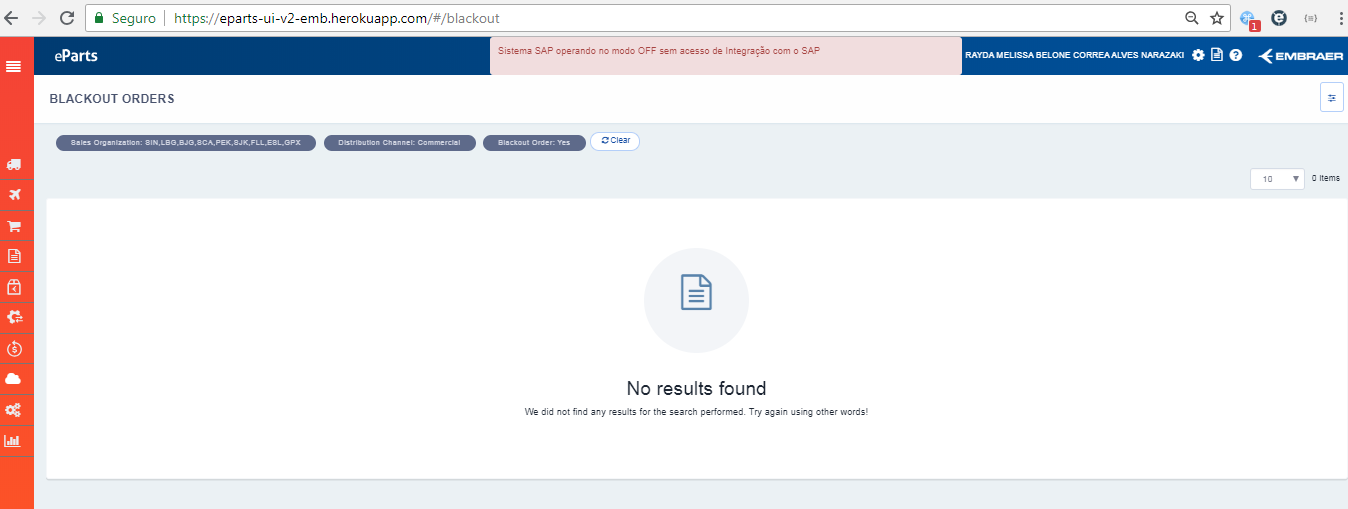 Seguro
https://eparts-ui-v2-emb.herokuapp.com/#/blackout
1
eParts
Sistema SAP operando no modo OFF sem acesso de Integração com o SAP
RAYDA MELISSA BELONE CORREA ALVES NARAZAKI
EMBRAER
BLACKOUT ORDERS
Sales Organization: SIN,LBG,BJG,SCA,PEK,SJK,FLL,ESL,GPX
Distribution Channel: Commercial
Blackout Order: Yes
Clear
10
0 Items
No results found
We did not find any results for the search performed. Try again using other words!